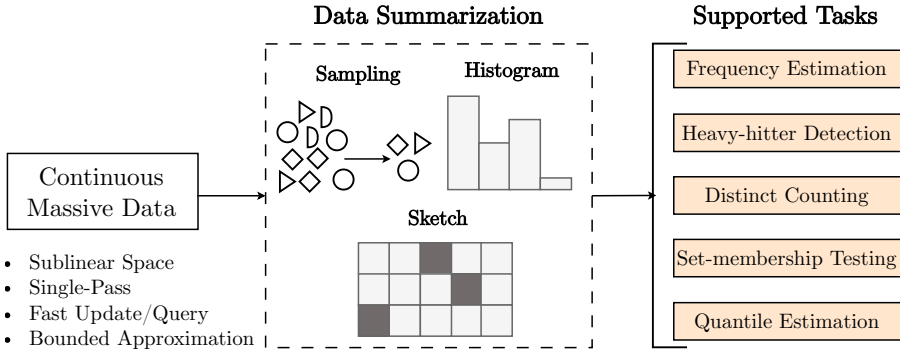 Data Summarization
Supported Tasks
Sampling
Histogram
Sketch
Continuous
Massive Data
• Sublinear Space
• Single-Pass
• Fast Update/Query
• Bounded Approximation
Frequency Estimation
Heavy-hitter Detection
Distinct Counting
Set-membership Testing
Quantile Estimation